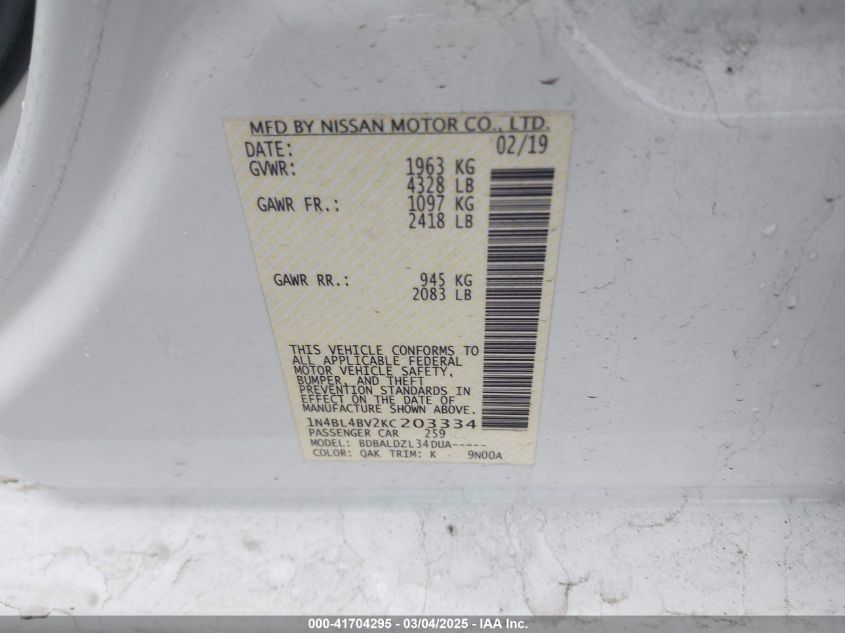 MFD BY NISSAN MOTOR CO., LTD.
DATE: 02/19
GVWR: 1963 KG
4328 LB
GAWR FR.: 1097 KG
2418 LB
GAWR RR.: 945 KG
2083 LB
THIS VEHICLE CONFORMS TO
ALL APPLICABLE FEDERAL
MOTOR VEHICLE SAFETY,
BUMPER, AND THEFT
PREVENTION STANDARDS IN
EFFECT ON THE DATE OF
MANUFACTURE SHOWN ABOVE.
1N4BL4BV2KC203334
PASSENGER CAR 259
MODEL: BDBALDZL34DUA-----
COLOR: QAK TRIM: K 9N00A
000-41704295 - 03/04/2025 - IAA Inc.